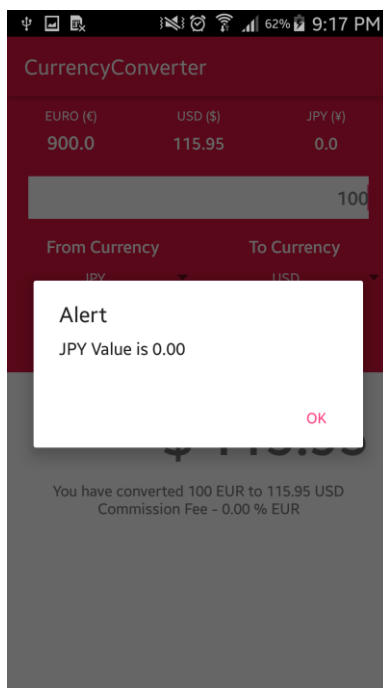 62% 9:17 PM
CurrencyConverter
EURO (€) USD ($) JPY (¥)
900.0 115.95 0.0
100
From Currency To Currency
JPY USD
Alert
JPY Value is 0.00
OK
$ 115.95
You have converted 100 EUR to 115.95 USD
Commission Fee - 0.00 % EUR